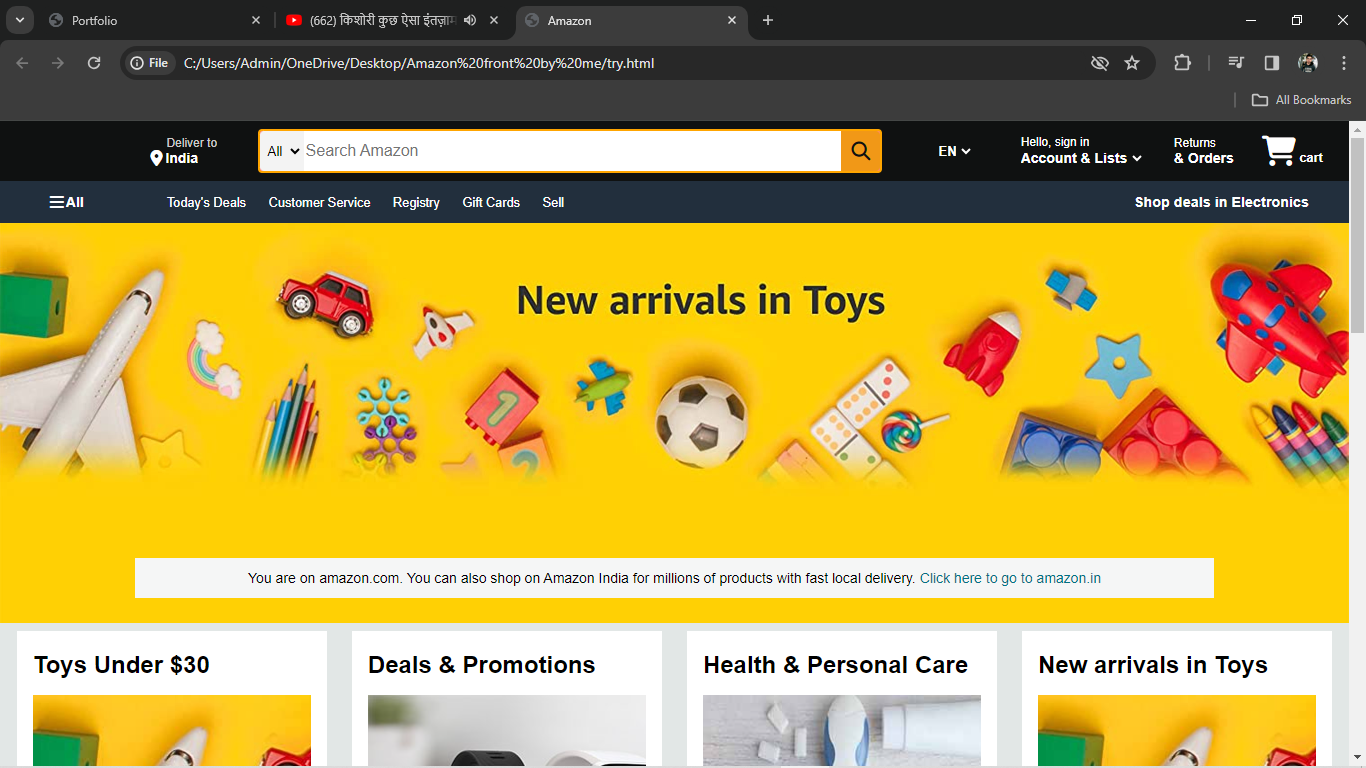 Portfolio
(662) किशोरी कुछ ऐसा इंतज़ाम
Amazon
File
C:/Users/Admin/OneDrive/Desktop/Amazon%20front%20by%20me/try.html
All Bookmarks
Deliver to
India
All
Search Amazon
EN
Hello, sign in
Account & Lists
Returns
& Orders
cart
All
Today's Deals
Customer Service
Registry
Gift Cards
Sell
Shop deals in Electronics
New arrivals in Toys
1
2
You are on amazon.com. You can also shop on Amazon India for millions of products with fast local delivery. Click here to go to amazon.in
Toys Under $30
Deals & Promotions
Health & Personal Care
New arrivals in Toys